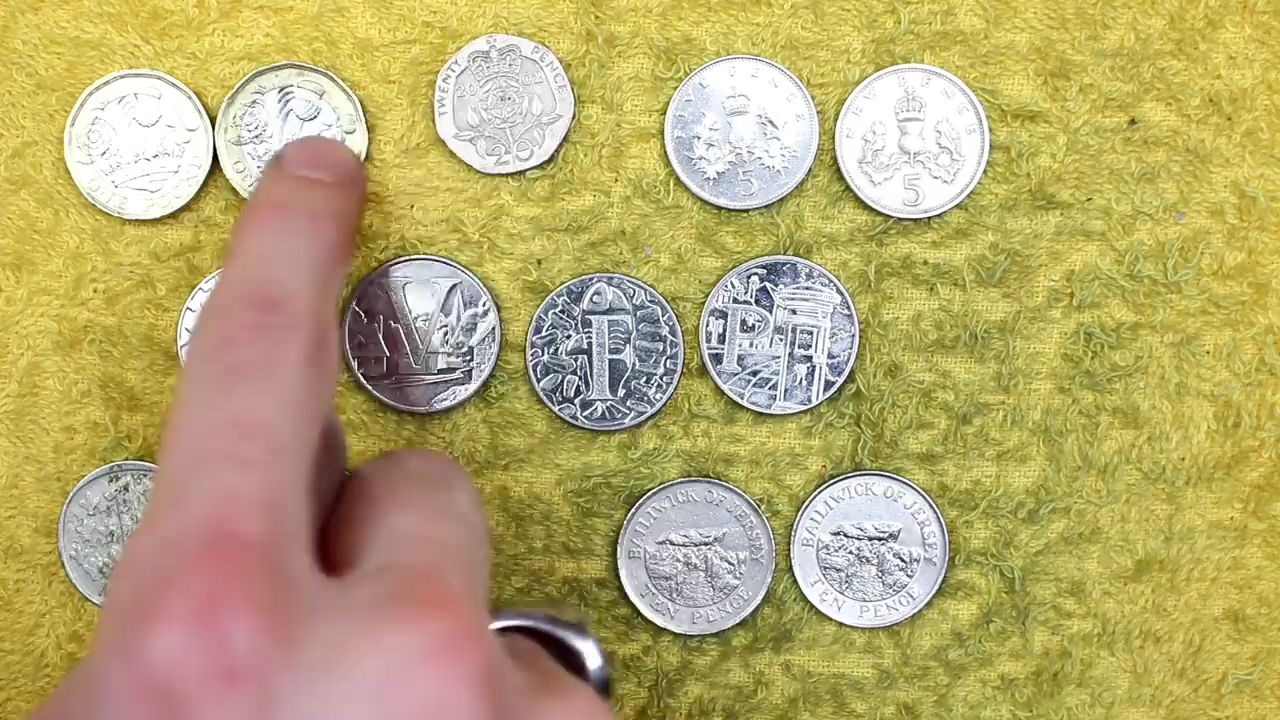 ONE POUND
TWENTY PENCE
2002
20
FIVE PENCE
5
NEW PENCE
5
V
F
P
BAILIWICK OF JERSEY
TEN PENCE
BAILIWICK OF JERSEY
TEN PENCE